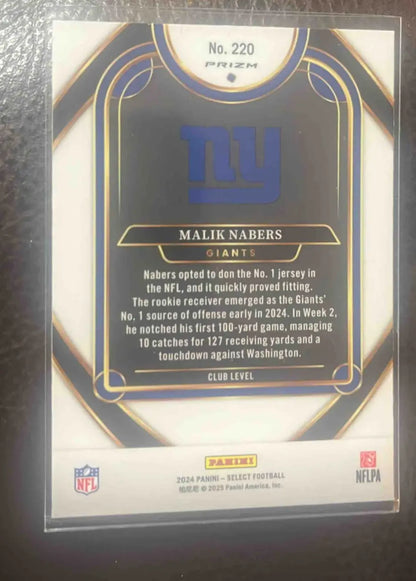 No. 220
PRIZM
ny
MALIK NABERS
GIANTS
Nabers opted to don the No. 1 jersey in
the NFL, and it quickly proved fitting.
The rookie receiver emerged as the Giants'
No. 1 source of offense early in 2024. In Week 2,
he notched his first 100-yard game, managing
10 catches for 127 receiving yards and a
touchdown against Washington.
CLUB LEVEL
PANINI
2024 PANINI – SELECT FOOTBALL
帕尼尼 © 2025 Panini America, Inc.
NFL
NFLPA